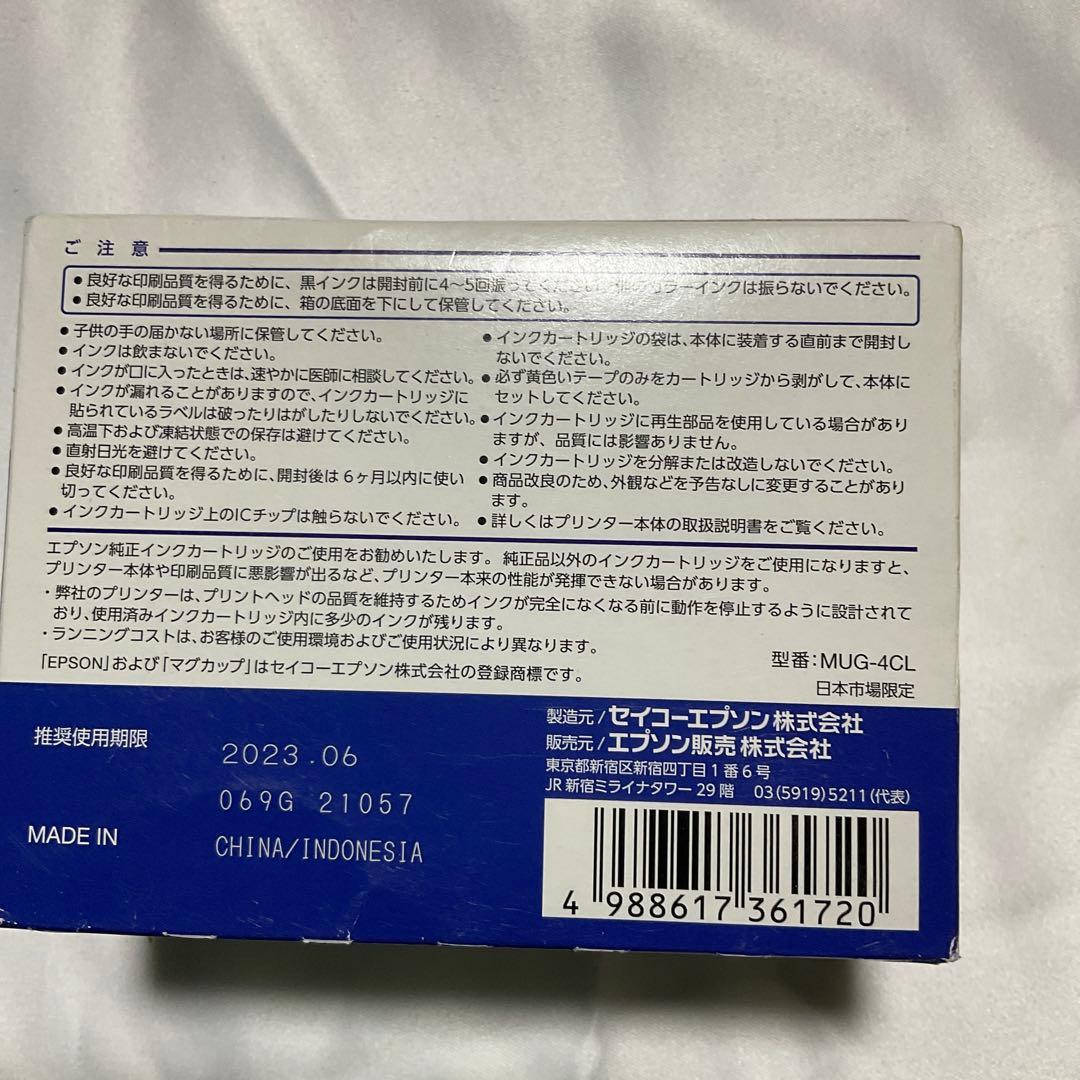 ご注意
●良好な印刷品質を得るために、黒インクは開封前に4〜5回振ってください。他のカラーインクは振らないでください。
●良好な印刷品質を得るために、箱の底面を下にして保管してください。
●子供の手の届かない場所に保管してください。
●インクは飲まないでください。
●インクが口に入ったときは、速やかに医師に相談してください。
●インクが漏れることがありますので、インクカートリッジに
貼られているラベルは破ったりはがしたりしないでください。
●高温下および凍結状態での保存は避けてください。
●直射日光を避けてください。
●良好な印刷品質を得るために、開封後は6ヶ月以内に使い
切ってください。
●インクカートリッジ上のICチップは触らないでください。
●インクカートリッジの袋は、本体に装着する直前まで開封し
ないでください。
●必ず黄色いテープのみをカートリッジから剥がして、本体に
セットしてください。
●インクカートリッジに再生部品を使用している場合があり
ますが、品質には影響ありません。
●インクカートリッジを分解または改造しないでください。
●商品改良のため、外観などを予告なしに変更することがあり
ます。
●詳しくはプリンター本体の取扱説明書をご覧ください。
エプソン純正インクカートリッジのご使用をお勧めいたします。純正品以外のインクカートリッジをご使用になりますと、
プリンター本体や印刷品質に悪影響が出るなど、プリンター本来の性能が発揮できない場合があります。
・弊社のプリンターは、プリントヘッドの品質を維持するためインクが完全になくなる前に動作を停止するように設計されて
おり、使用済みインクカートリッジ内に多少のインクが残ります。
・ランニングコストは、お客様のご使用環境およびご使用状況により異なります。
「EPSON」および「マグカップ」はセイコーエプソン株式会社の登録商標です。
型番：MUG-4CL
日本市場限定
推奨使用期限
2023.06
069G 21057
MADE IN
CHINA/INDONESIA
製造元/セイコーエプソン株式会社
販売元/エプソン販売株式会社
東京都新宿区新宿四丁目1番6号
JR新宿ミライナタワー29階 03(5919)5211(代表)
4 988617 361720